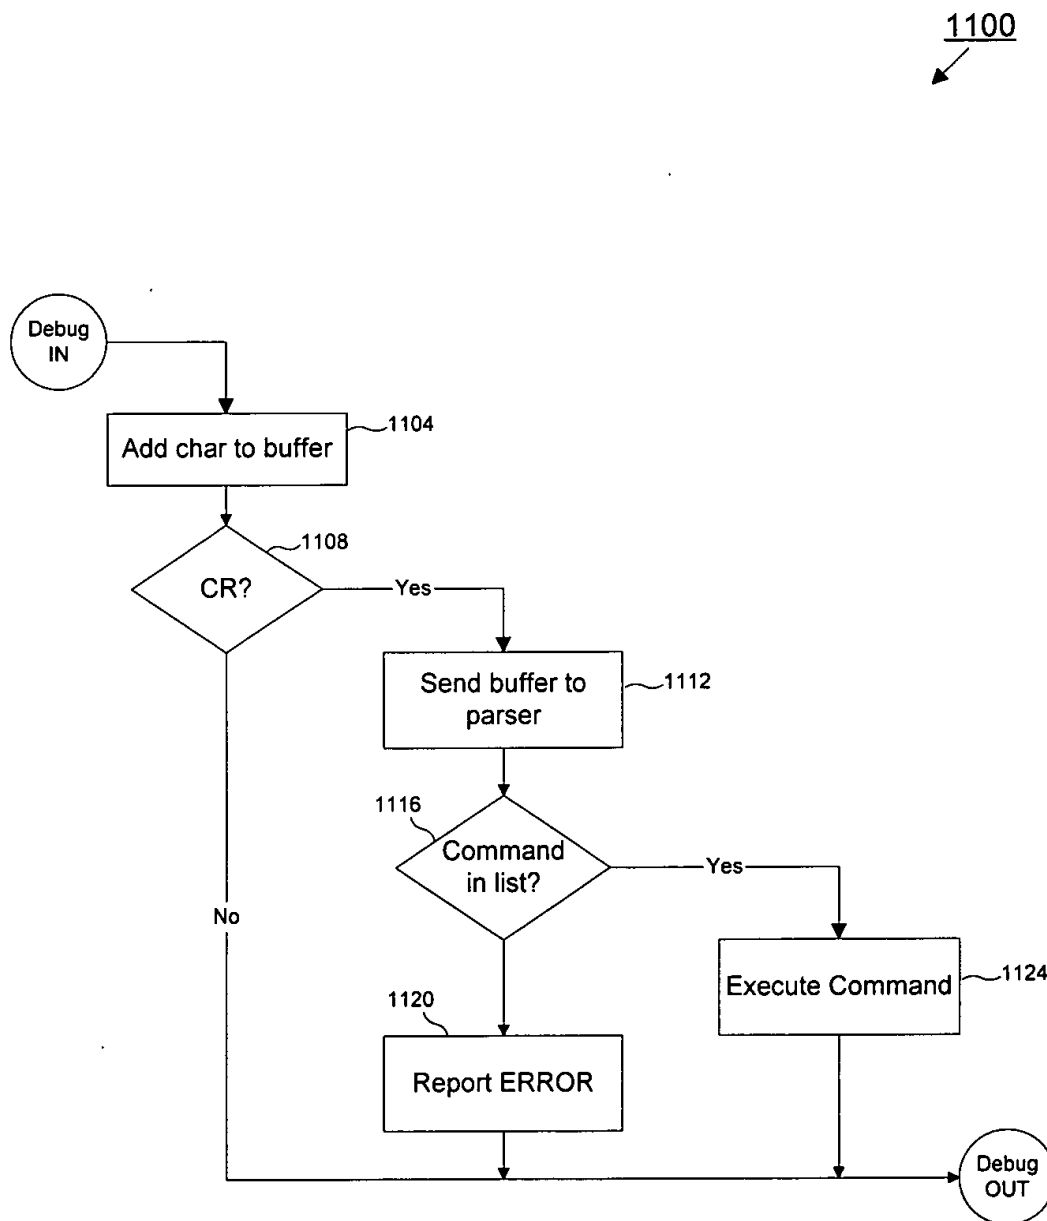 1100
Debug
IN
Add char to buffer
1104
CR?
1108
Yes
Send buffer to
parser
1112
1116
Command
in list?
Yes
No
Execute Command
1124
1120
Report ERROR
Debug
OUT